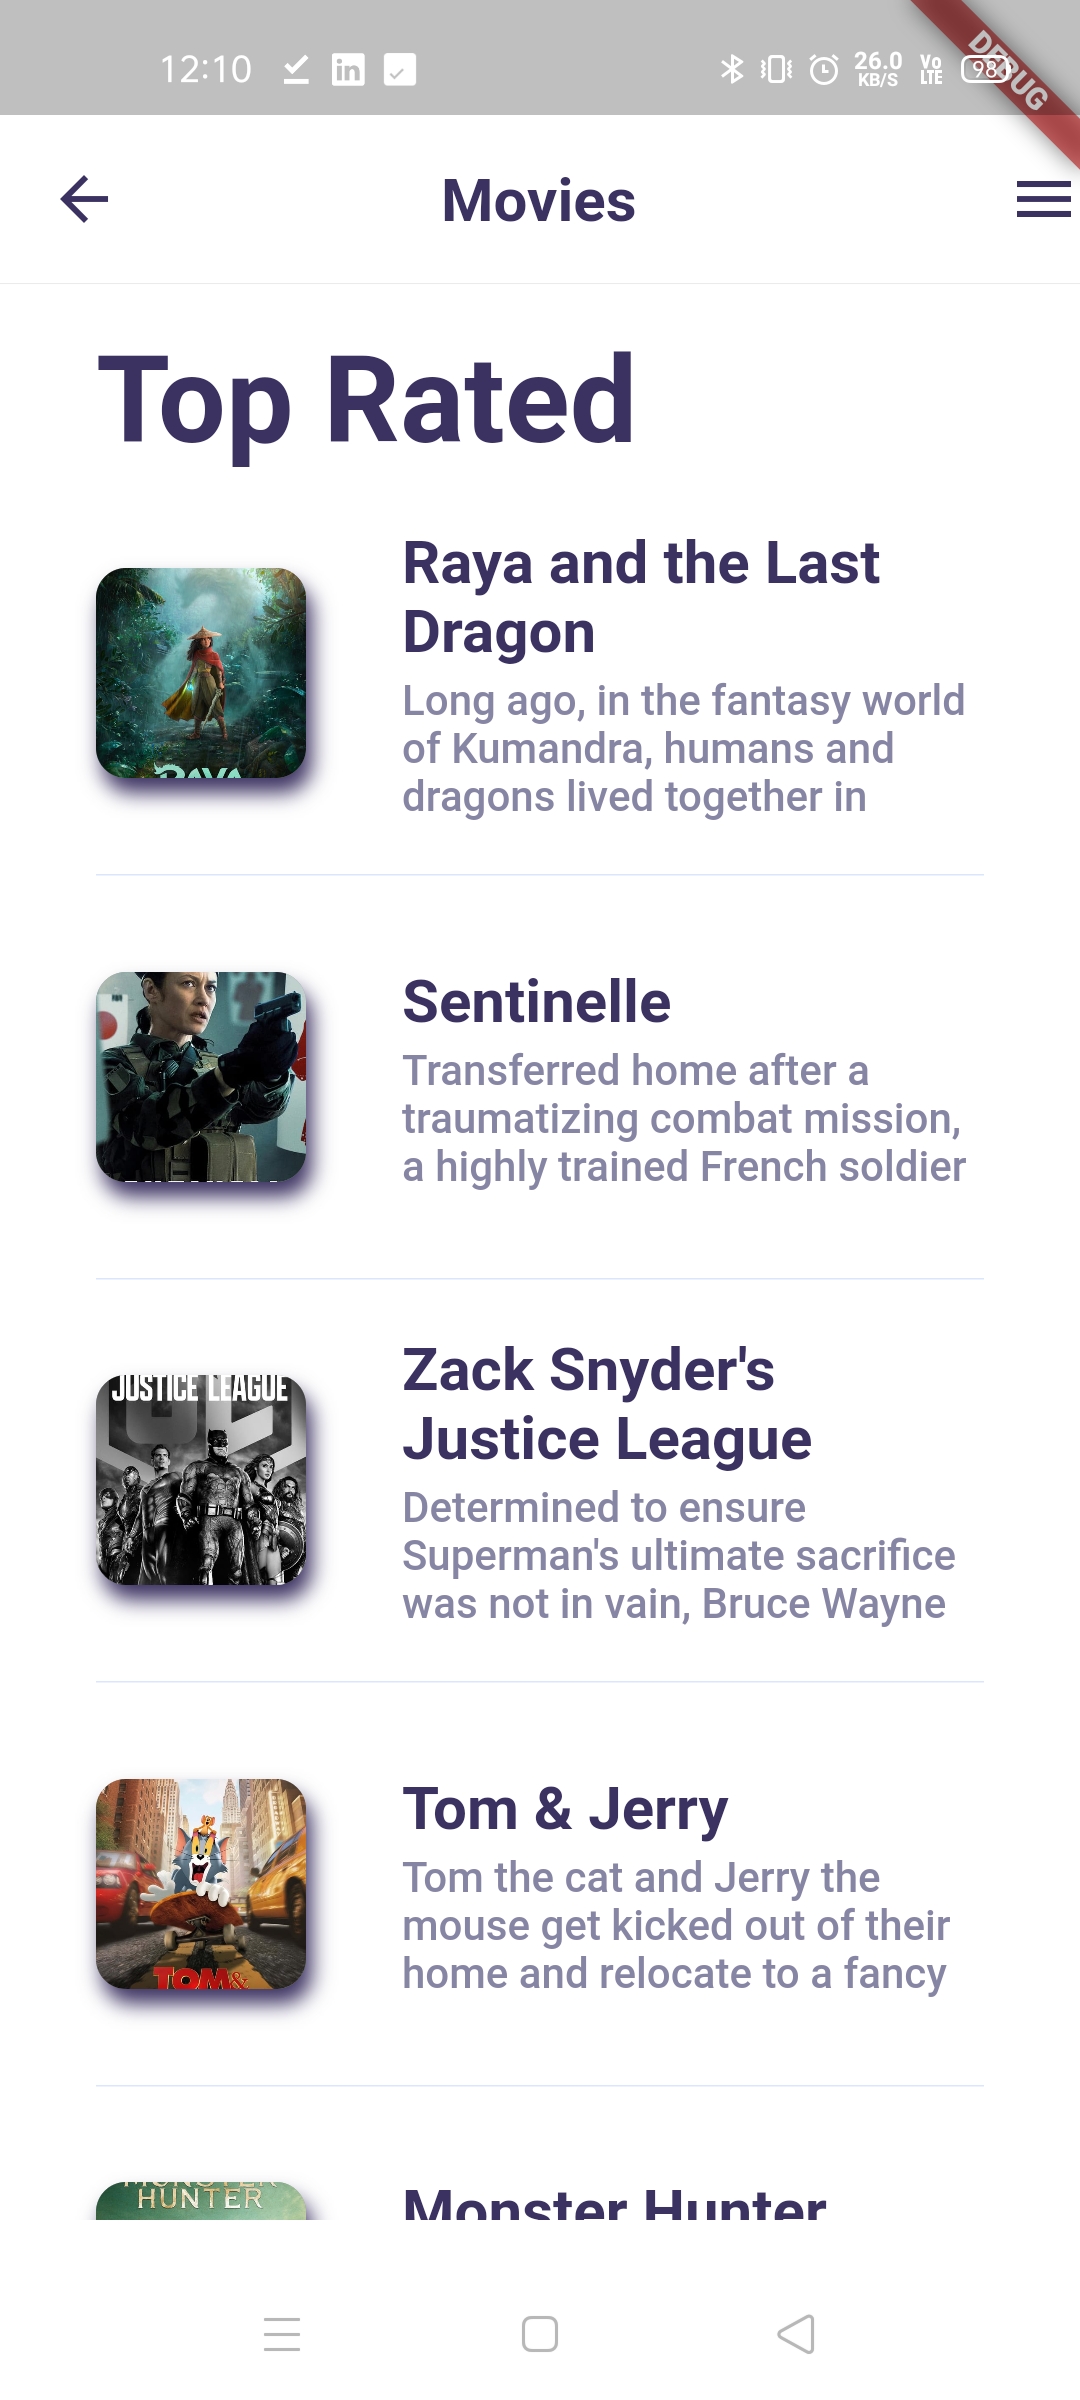 12:10
26.0
KB/S
Vo
LTE
98
DEBUG
Movies
Top Rated
Raya and the Last
Dragon
Long ago, in the fantasy world
of Kumandra, humans and
dragons lived together in
RAYA
Sentinelle
Transferred home after a
traumatizing combat mission,
a highly trained French soldier
Zack Snyder's
Justice League
JUSTICE LEAGUE
Determined to ensure
Superman's ultimate sacrifice
was not in vain, Bruce Wayne
Tom & Jerry
Tom the cat and Jerry the
mouse get kicked out of their
home and relocate to a fancy
TOM&
MONSTER
HUNTER
Monster Hunter